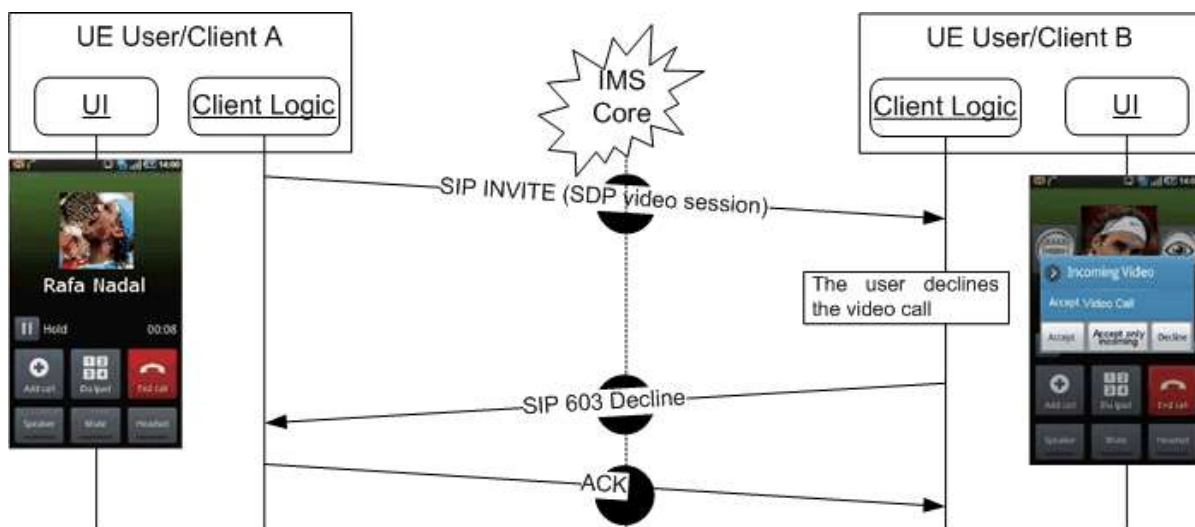 UE User/Client A
UE User/Client B
UI
Client Logic
IMS
Core
Client Logic
UI
14:00
SIP INVITE (SDP video session)
Rafa Nadal
Hold
00:08
Add call
Dialpad
End call
Speaker
Mute
Headset
The user declines
the video call
Incoming Video
Accept Video Call
Accept
Accept only
incoming
Decline
Add call
Dialpad
End call
Speaker
Mute
Headset
SIP 603 Decline
ACK